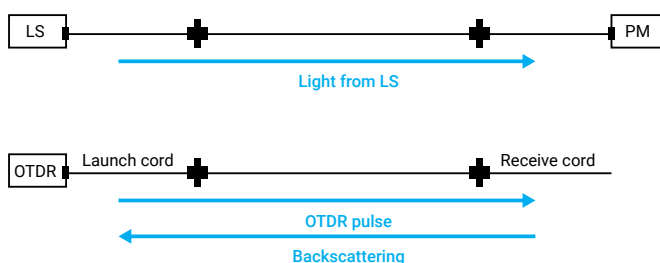 LS
PM
Light from LS
OTDR
Launch cord
Receive cord
OTDR pulse
Backscattering